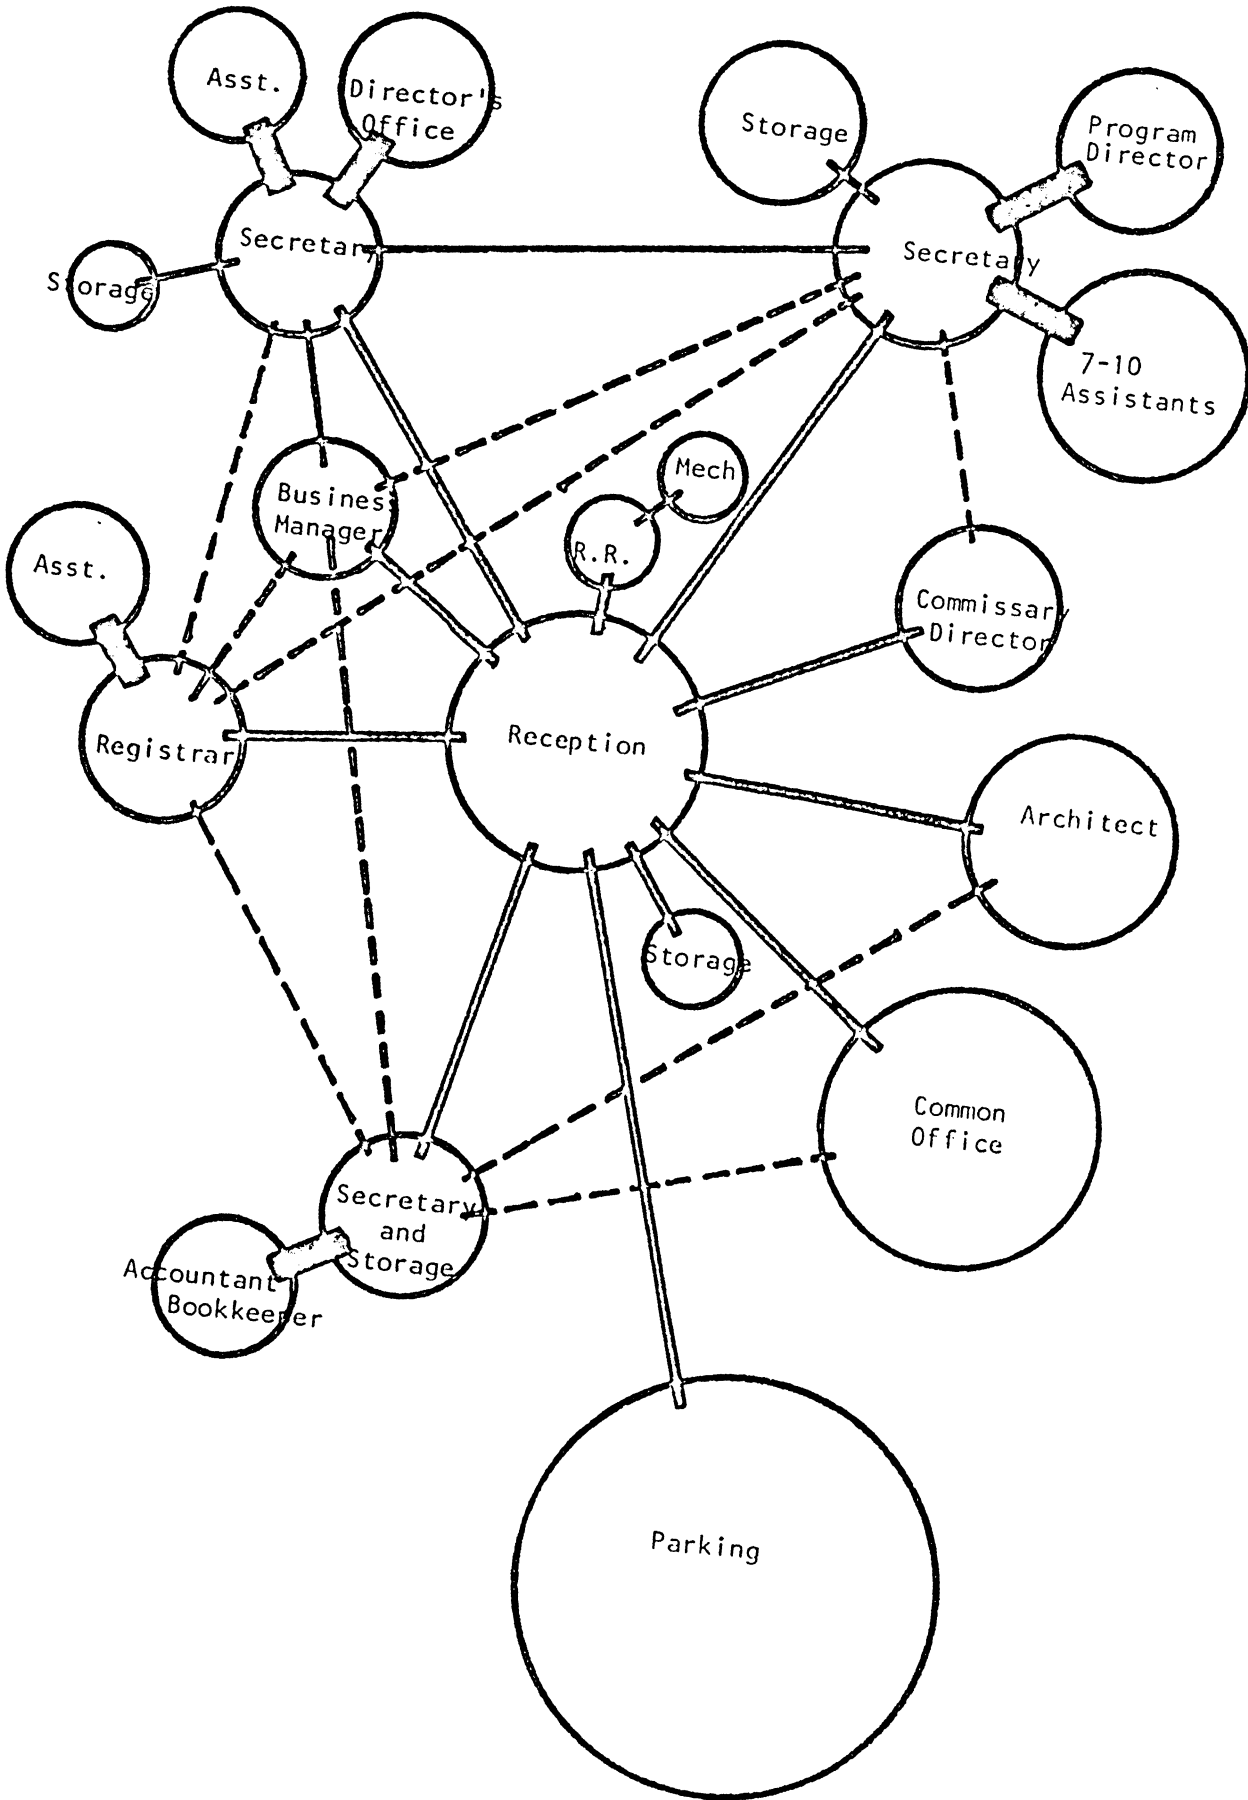 Asst.
Director's
Office
Storage
Program
Director
Secretary
Secretary
Storage
7-10
Assistants
Mech
Busines
Manager
R.R.
Asst.
Commissary
Director
Reception
Registrar
Architect
Storage
Common
Office
Secretary
and
Storage
Accountant
Bookkeeper
Parking